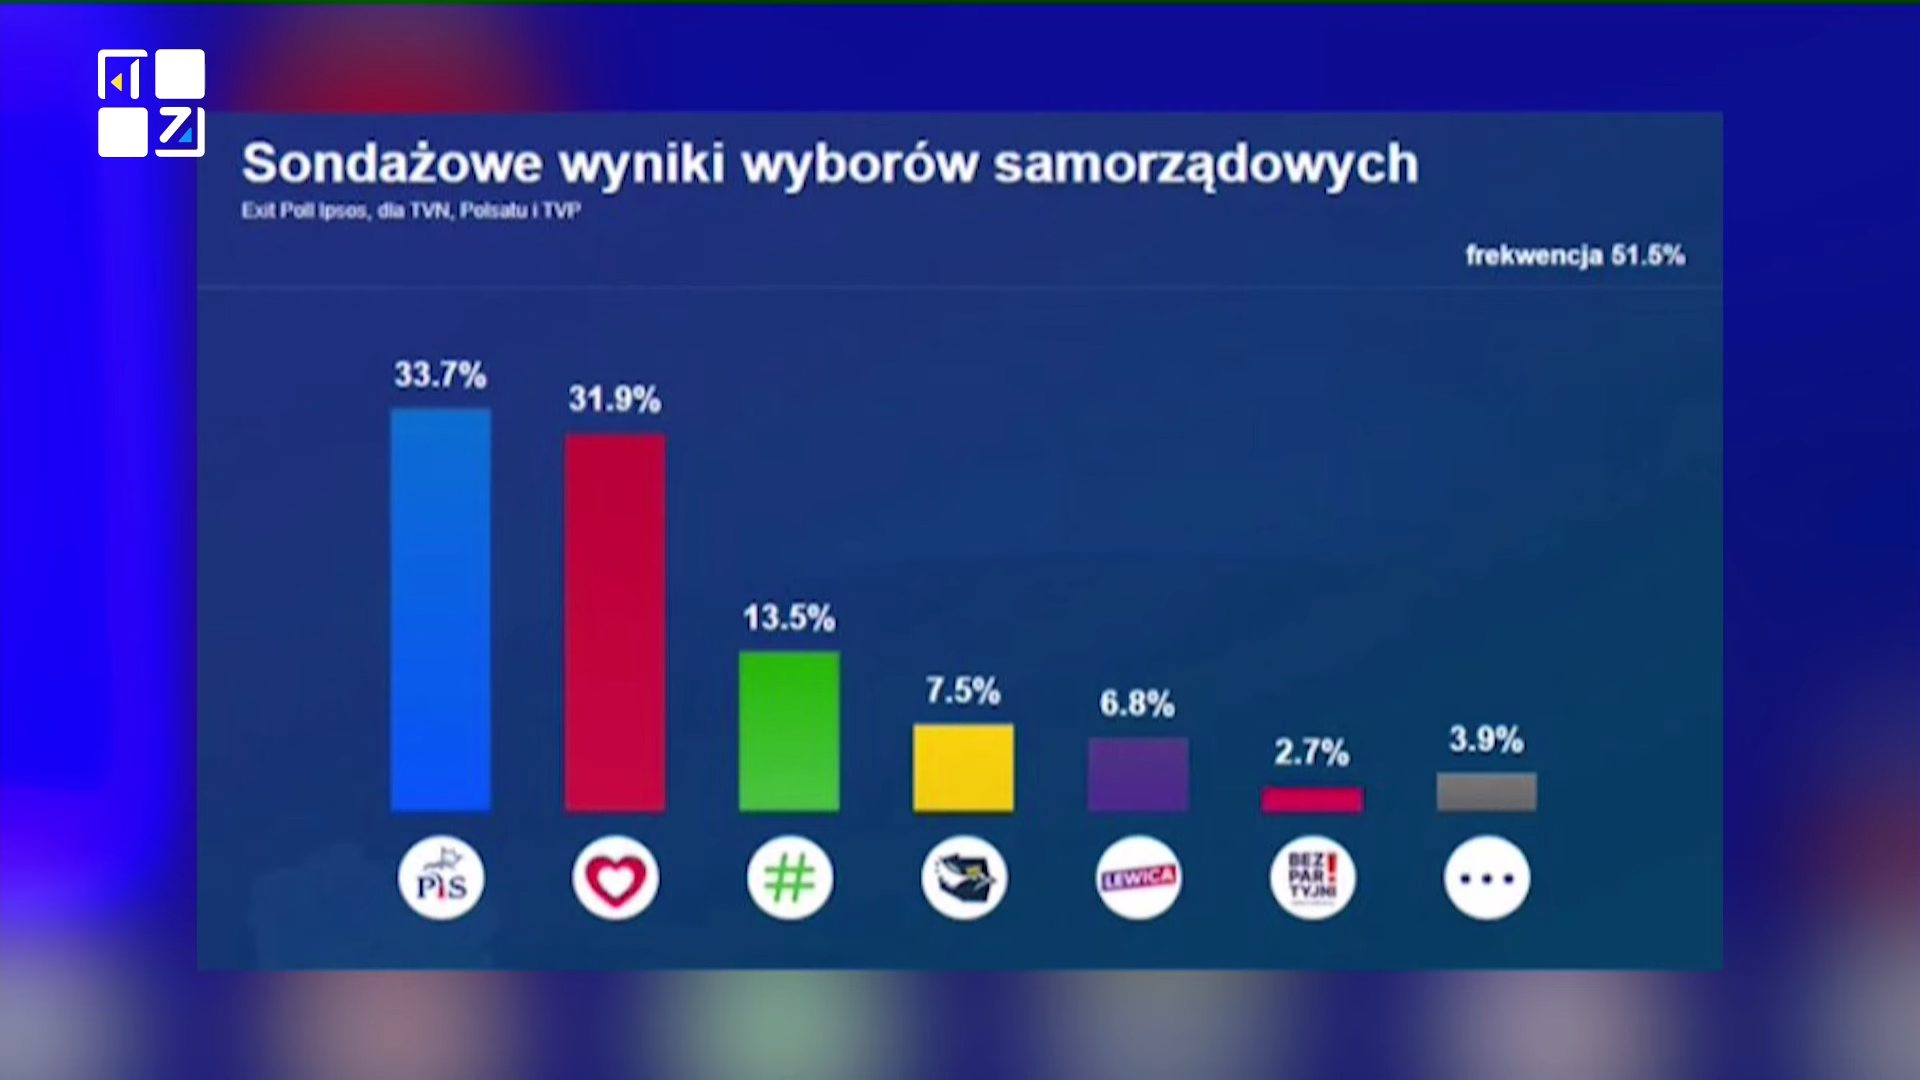 Sondażowe wyniki wyborów samorządowych
Exit Poll Ipsos, dla TVN, Polsatu i TVP
frekwencja 51.5%
33.7%
31.9%
13.5%
7.5%
6.8%
2.7%
3.9%
PiS
#
LEWICA
BEZ
PAR
TYJNI
!